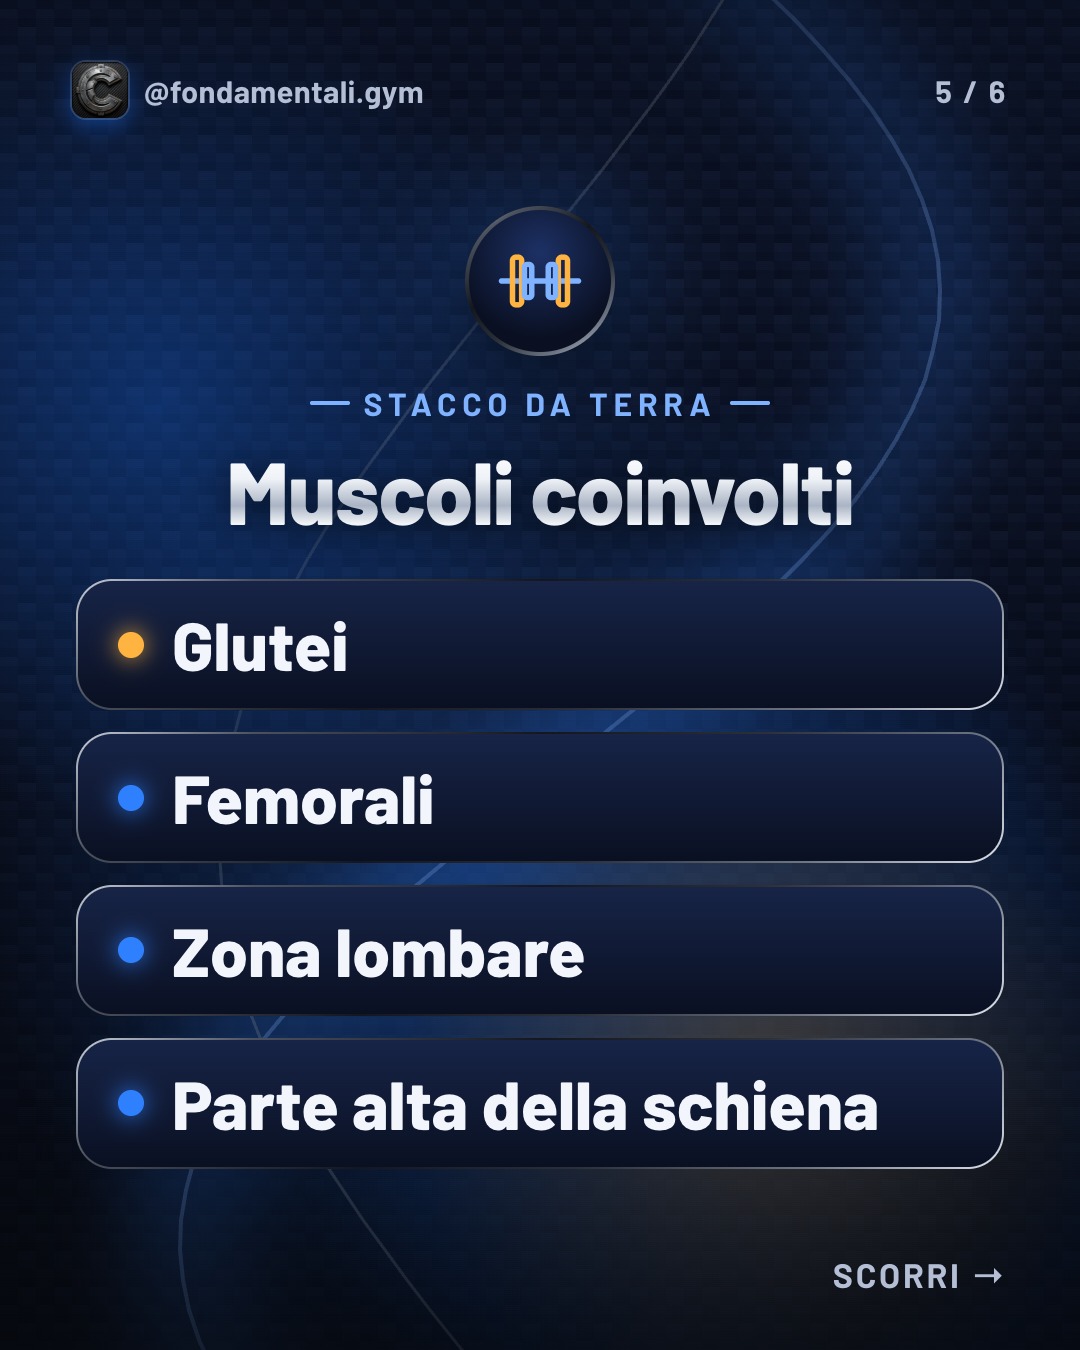 @fondamentali.gym
5 / 6
STACCO DA TERRA
Muscoli coinvolti
Glutei
Femorali
Zona lombare
Parte alta della schiena
SCORRI →